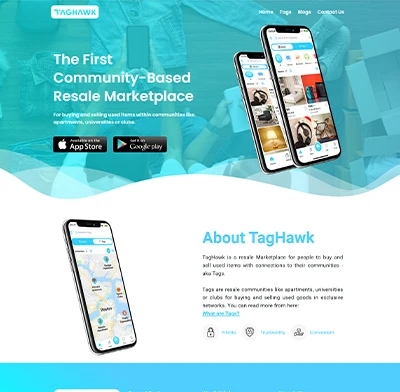 TAGHAWK
Home Tags Blogs Contact Us
The First
Community-Based
Resale Marketplace
For buying and selling used items within communities like
apartments, universities or clubs.
Available on the
App Store
Get it on
Google play
About TagHawk
TagHawk is a resale Marketplace for people to buy and
sell used items with connections to their communities -
aka Tags.
Tags are resale communities like apartments, universities
or clubs for buying and selling used goods in exclusive
networks. You can read more from here:
What are Tags?
Private Trustworthy Convenient